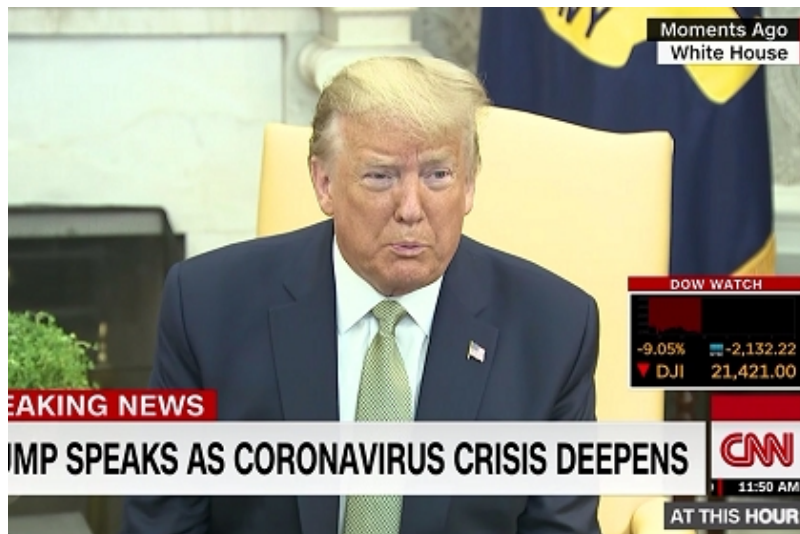 NY
Moments Ago
White House
DOW WATCH
-9.05% -2,132.22
▼ DJI 21,421.00
EAKING NEWS
UMP SPEAKS AS CORONAVIRUS CRISIS DEEPENS
CNN
11:50 AM
AT THIS HOUR